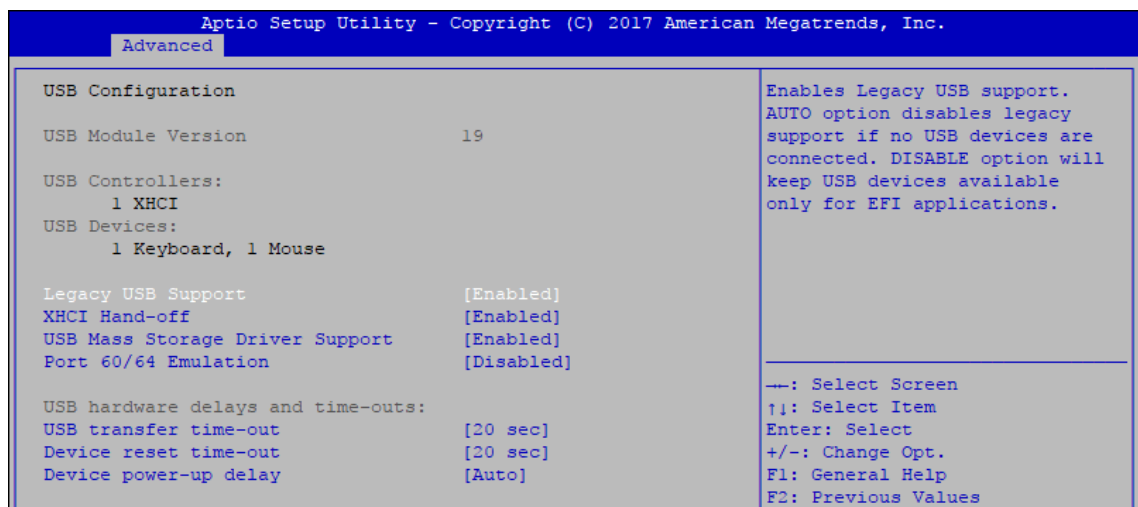 Aptio Setup Utility - Copyright (C) 2017 American Megatrends, Inc.
Advanced
USB Configuration
USB Module Version 19
USB Controllers:
1 XHCI
USB Devices:
1 Keyboard, 1 Mouse
Legacy USB Support [Enabled]
XHCI Hand-off [Enabled]
USB Mass Storage Driver Support [Enabled]
Port 60/64 Emulation [Disabled]
USB hardware delays and time-outs:
USB transfer time-out [20 sec]
Device reset time-out [20 sec]
Device power-up delay [Auto]
Enables Legacy USB support.
AUTO option disables legacy
support if no USB devices are
connected. DISABLE option will
keep USB devices available
only for EFI applications.
→←: Select Screen
↑↓: Select Item
Enter: Select
+/-: Change Opt.
F1: General Help
F2: Previous Values